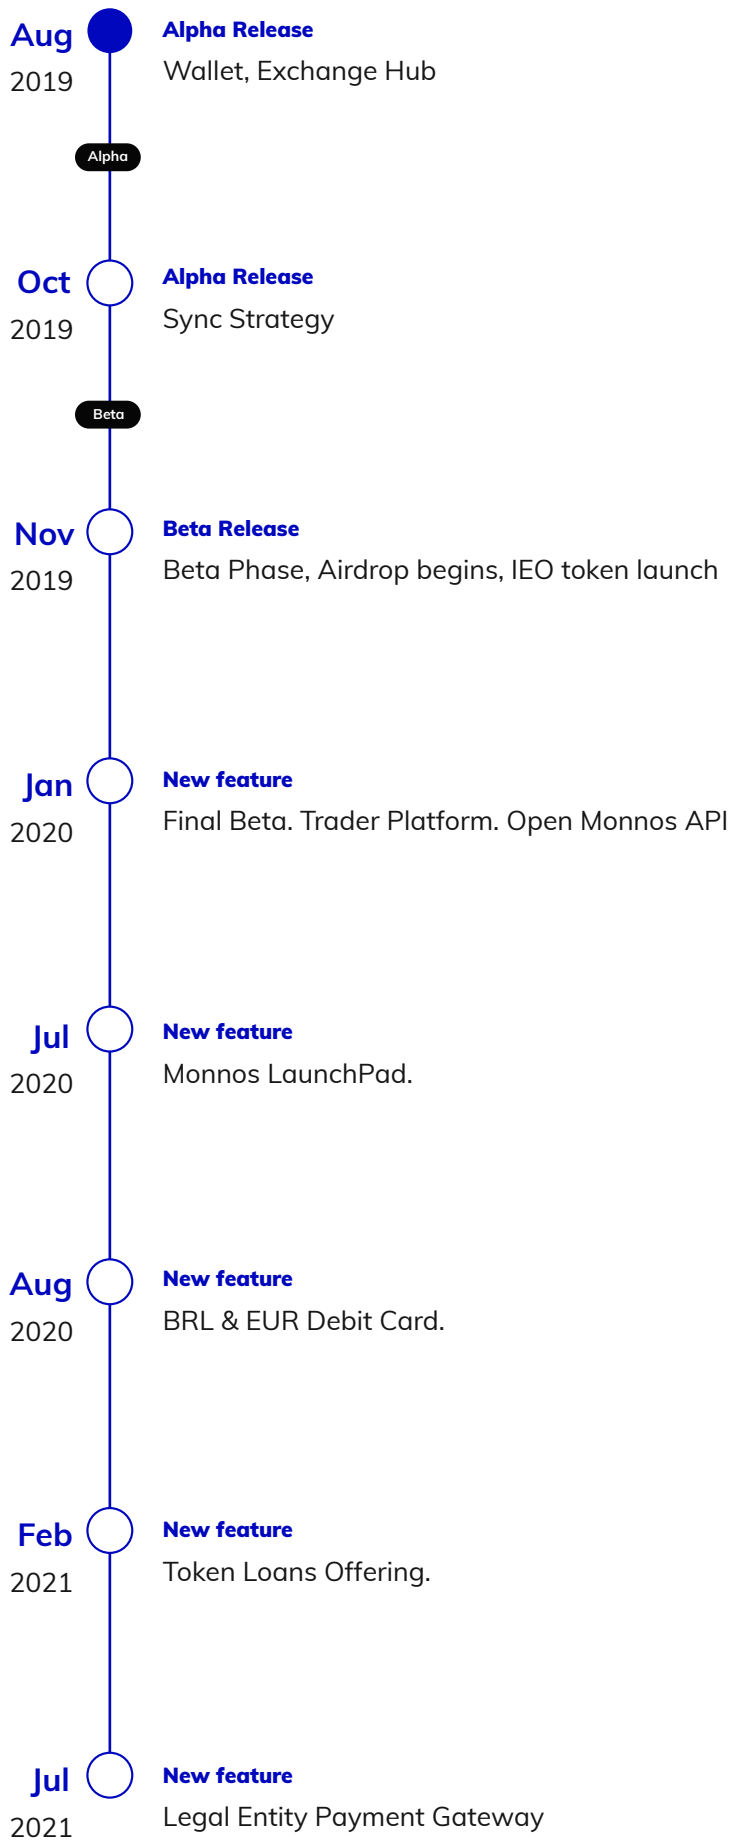 Aug
2019
Alpha Release
Wallet, Exchange Hub
Alpha
Oct
2019
Alpha Release
Sync Strategy
Beta
Nov
2019
Beta Release
Beta Phase, Airdrop begins, IEO token launch
Jan
2020
New feature
Final Beta. Trader Platform. Open Monnos API
Jul
2020
New feature
Monnos LaunchPad.
Aug
2020
New feature
BRL & EUR Debit Card.
Feb
2021
New feature
Token Loans Offering.
Jul
2021
New feature
Legal Entity Payment Gateway